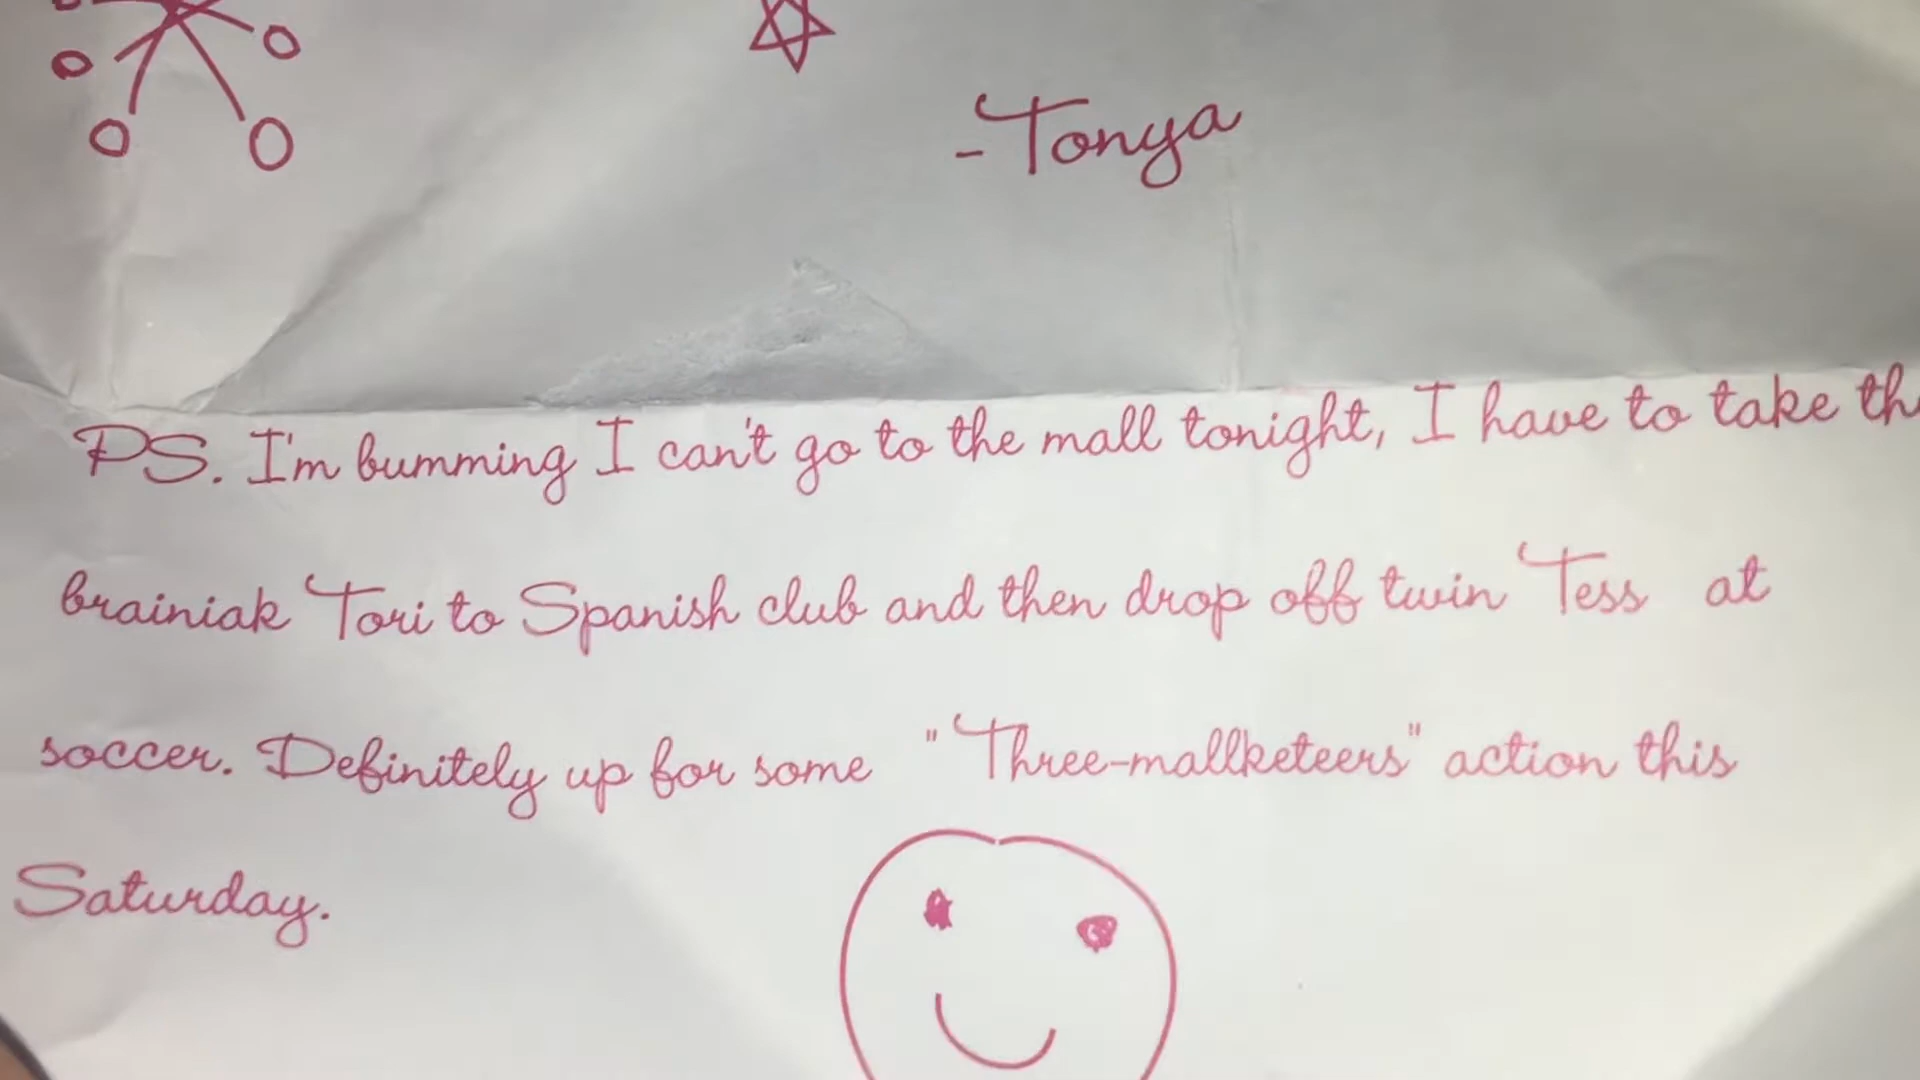 -Tonya
PS. I'm bumming I can't go to the mall tonight, I have to take th
brainiak Tori to Spanish club and then drop off twin Tess at
soccer. Definitely up for some "Three-mallketeers" action this
Saturday.